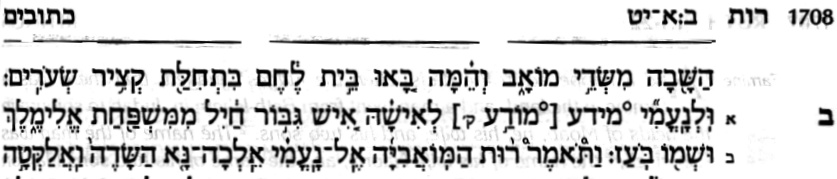 1708 רות ב:א־יט כתובים
הַשָּׁבָה מִשְּׂדֵי מוֹאָב וְהֵמָּה בָּאוּ בֵּית לֶחֶם בִּתְחִלַּת קְצִיר שְׂעֹרִים׃
ב א וּלְנָעֳמִי °מידע [°מוֹדַע ק׳] לְאִישָׁהּ אִישׁ גִּבּוֹר חַיִל מִמִּשְׁפַּחַת אֱלִימֶלֶךְ
ב וּשְׁמוֹ בֹּעַז׃ וַתֹּאמֶר רוּת הַמּוֹאֲבִיָּה אֶל־נָעֳמִי אֵלְכָה־נָּא הַשָּׂדֶה וַאֲלַקֳטָה